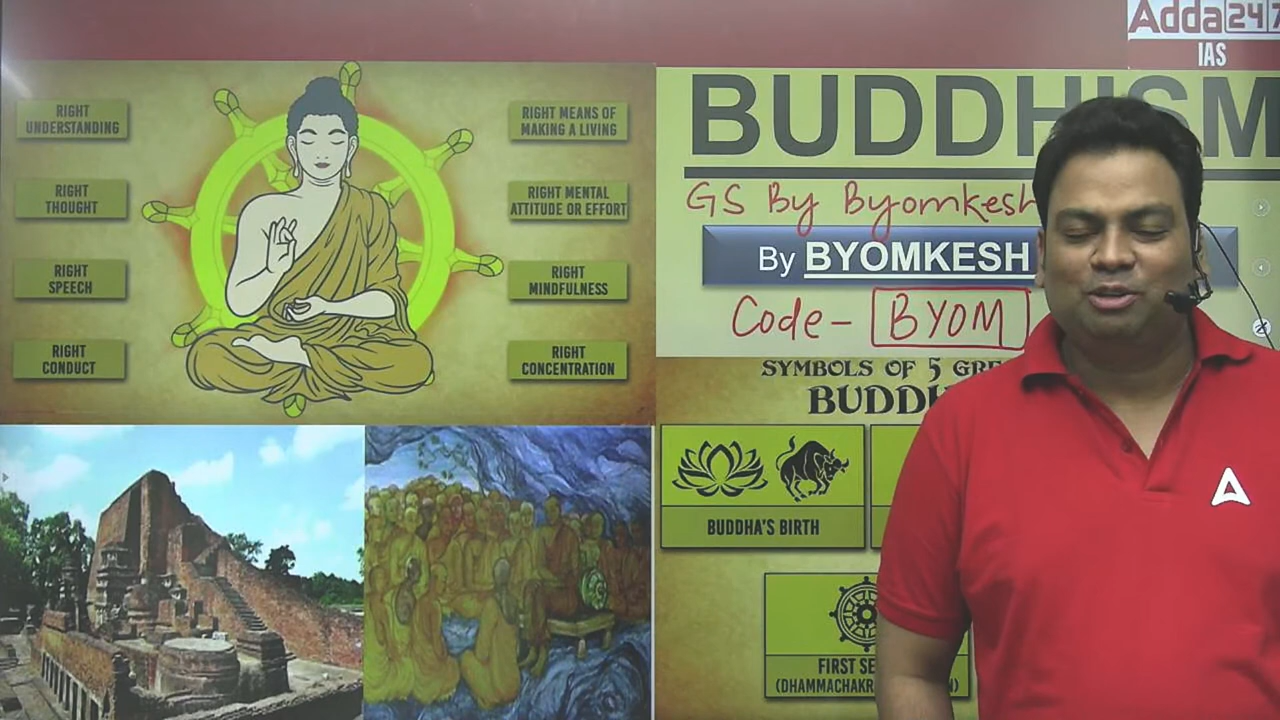 Adda247
IAS
RIGHT
UNDERSTANDING
RIGHT
THOUGHT
RIGHT
SPEECH
RIGHT
CONDUCT
RIGHT MEANS OF
MAKING A LIVING
RIGHT MENTAL
ATTITUDE OR EFFORT
RIGHT
MINDFULNESS
RIGHT
CONCENTRATION
BUDDHISM
GS By Byomkesh
By BYOMKESH
Code- BYOM
SYMBOLS OF 5
BUDDHA'S BIRTH
FIRST